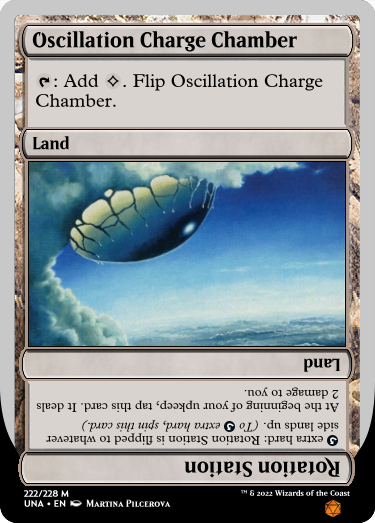 Oscillation Charge Chamber
: Add . Flip Oscillation Charge
Chamber.
Land
Rotation Station
extra hard: Rotation Station is flipped to whatever
side lands up. (To extra hard, spin this card.)
At the beginning of your upkeep, tap this card. It deals
2 damage to you.
Land
222/228 M
UNA • EN Martina Pilcerova
™ & © 2022 Wizards of the Coast